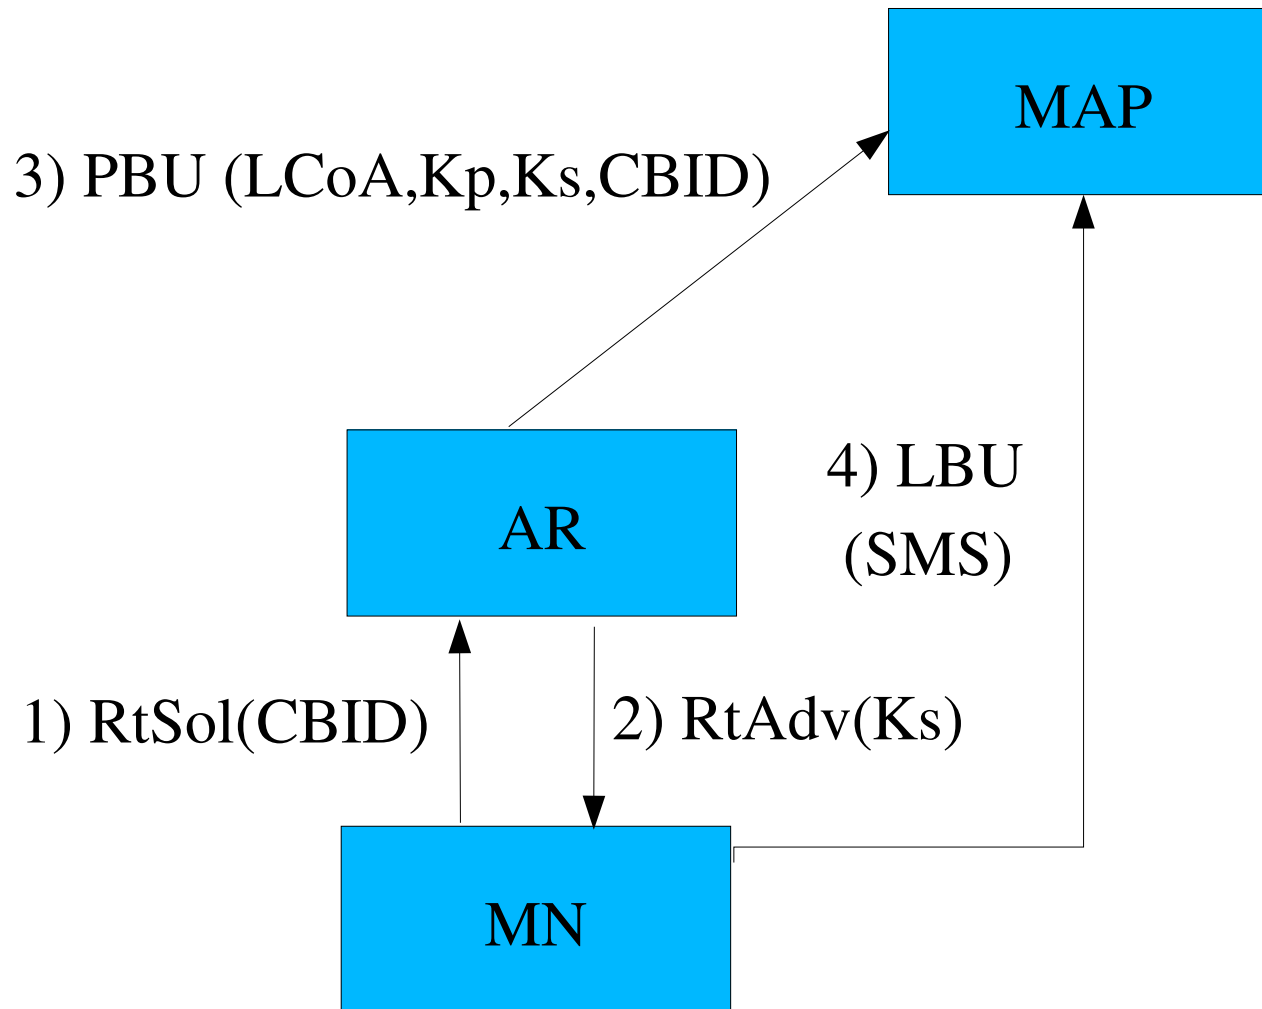 MAP
3) PBU (LCoA,Kp,Ks,CBID)
4) LBU
(SMS)
AR
1) RtSol(CBID)
2) RtAdv(Ks)
MN